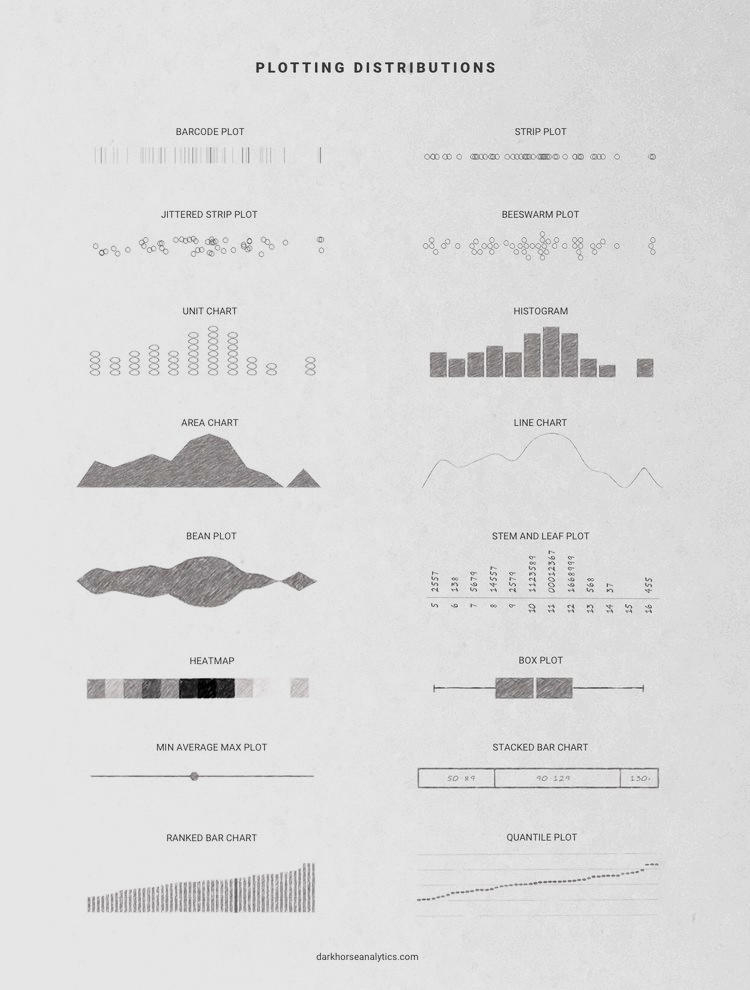 PLOTTING DISTRIBUTIONS
BARCODE PLOT
STRIP PLOT
JITTERED STRIP PLOT
BEESWARM PLOT
UNIT CHART
HISTOGRAM
AREA CHART
LINE CHART
BEAN PLOT
STEM AND LEAF PLOT
5 2557
6 138
7 5679
8 14557
9 2579
10 1123589
11 00012367
12 1668999
13 568
14 37
15
16 455
HEATMAP
BOX PLOT
MIN AVERAGE MAX PLOT
STACKED BAR CHART
50-89 90-129 130+
RANKED BAR CHART
QUANTILE PLOT
darkhorseanalytics.com